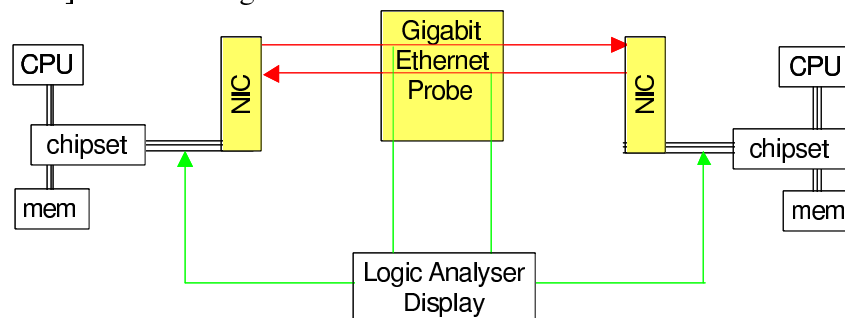 Gigabit
Ethernet
Probe
CPU
NIC
NIC
CPU
chipset
chipset
mem
mem
Logic Analyser
Display